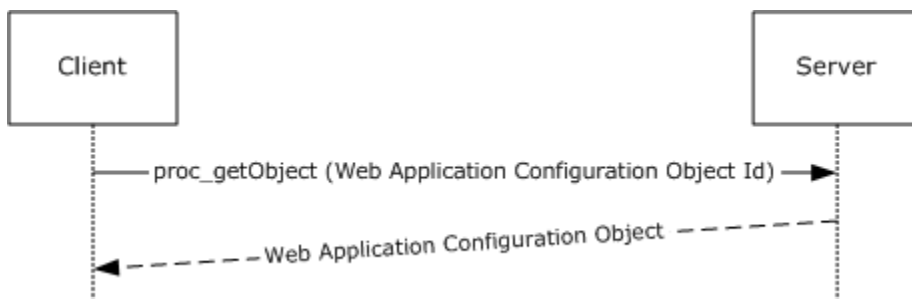 Client
Server
proc_getObject (Web Application Configuration Object Id)
Web Application Configuration Object